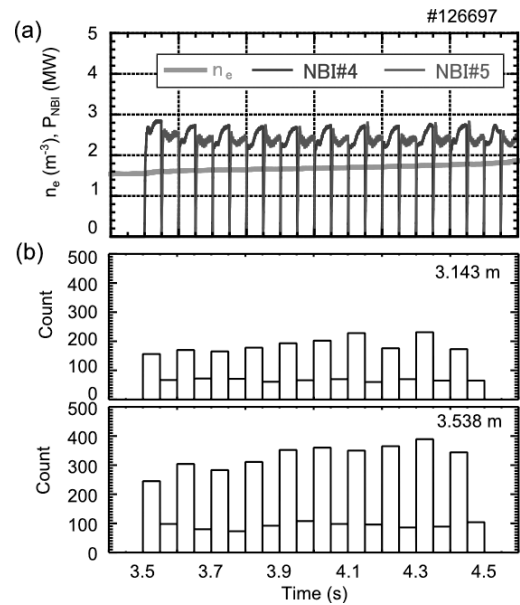 #126697
(a)
5
4
3
2
1
0
n_e (m^-3), P_NBI (MW)
n_e NBI#4 NBI#5
(b)
500
400
300
200
100
0
Count
3.143 m
500
400
300
200
100
0
Count
3.538 m
3.5 3.7 3.9 4.1 4.3 4.5
Time (s)